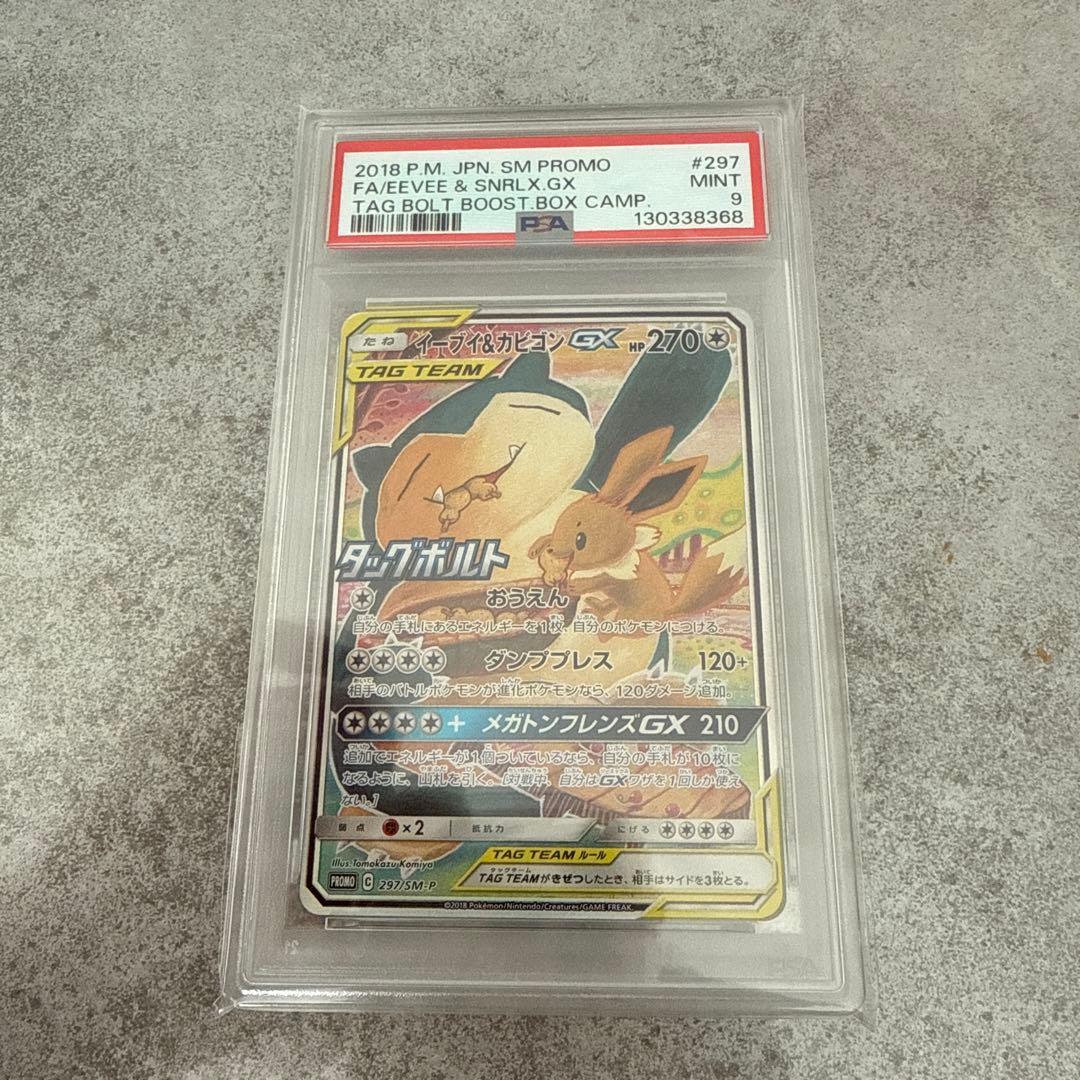 2018 P.M. JPN. SM PROMO #297
FA/EEVEE & SNRLX.GX MINT
TAG BOLT BOOST.BOX CAMP. 9
PSA 130338368
たね イーブイ&カビゴンGX HP270
TAG TEAM
タッグボルト
おうえん
自分の手札にあるエネルギーを1枚、自分のポケモンにつける。
ダンププレス 120+
相手のバトルポケモンが進化ポケモンなら、120ダメージ追加。
+ メガトンフレンズGX 210
追加でエネルギーが1個ついているなら、自分の手札が10枚に
なるように、山札を引く。[対戦中、自分はGXワザを1回しか使え
ない。]
弱点 闘×2 抵抗力 にげる
TAG TEAM ルール
Illus. Tomokazu Komiya
TAG TEAMがきぜつしたとき、相手はサイドを3枚とる。
PROMO C 297/SM-P
©2018 Pokémon/Nintendo/Creatures/GAME FREAK.